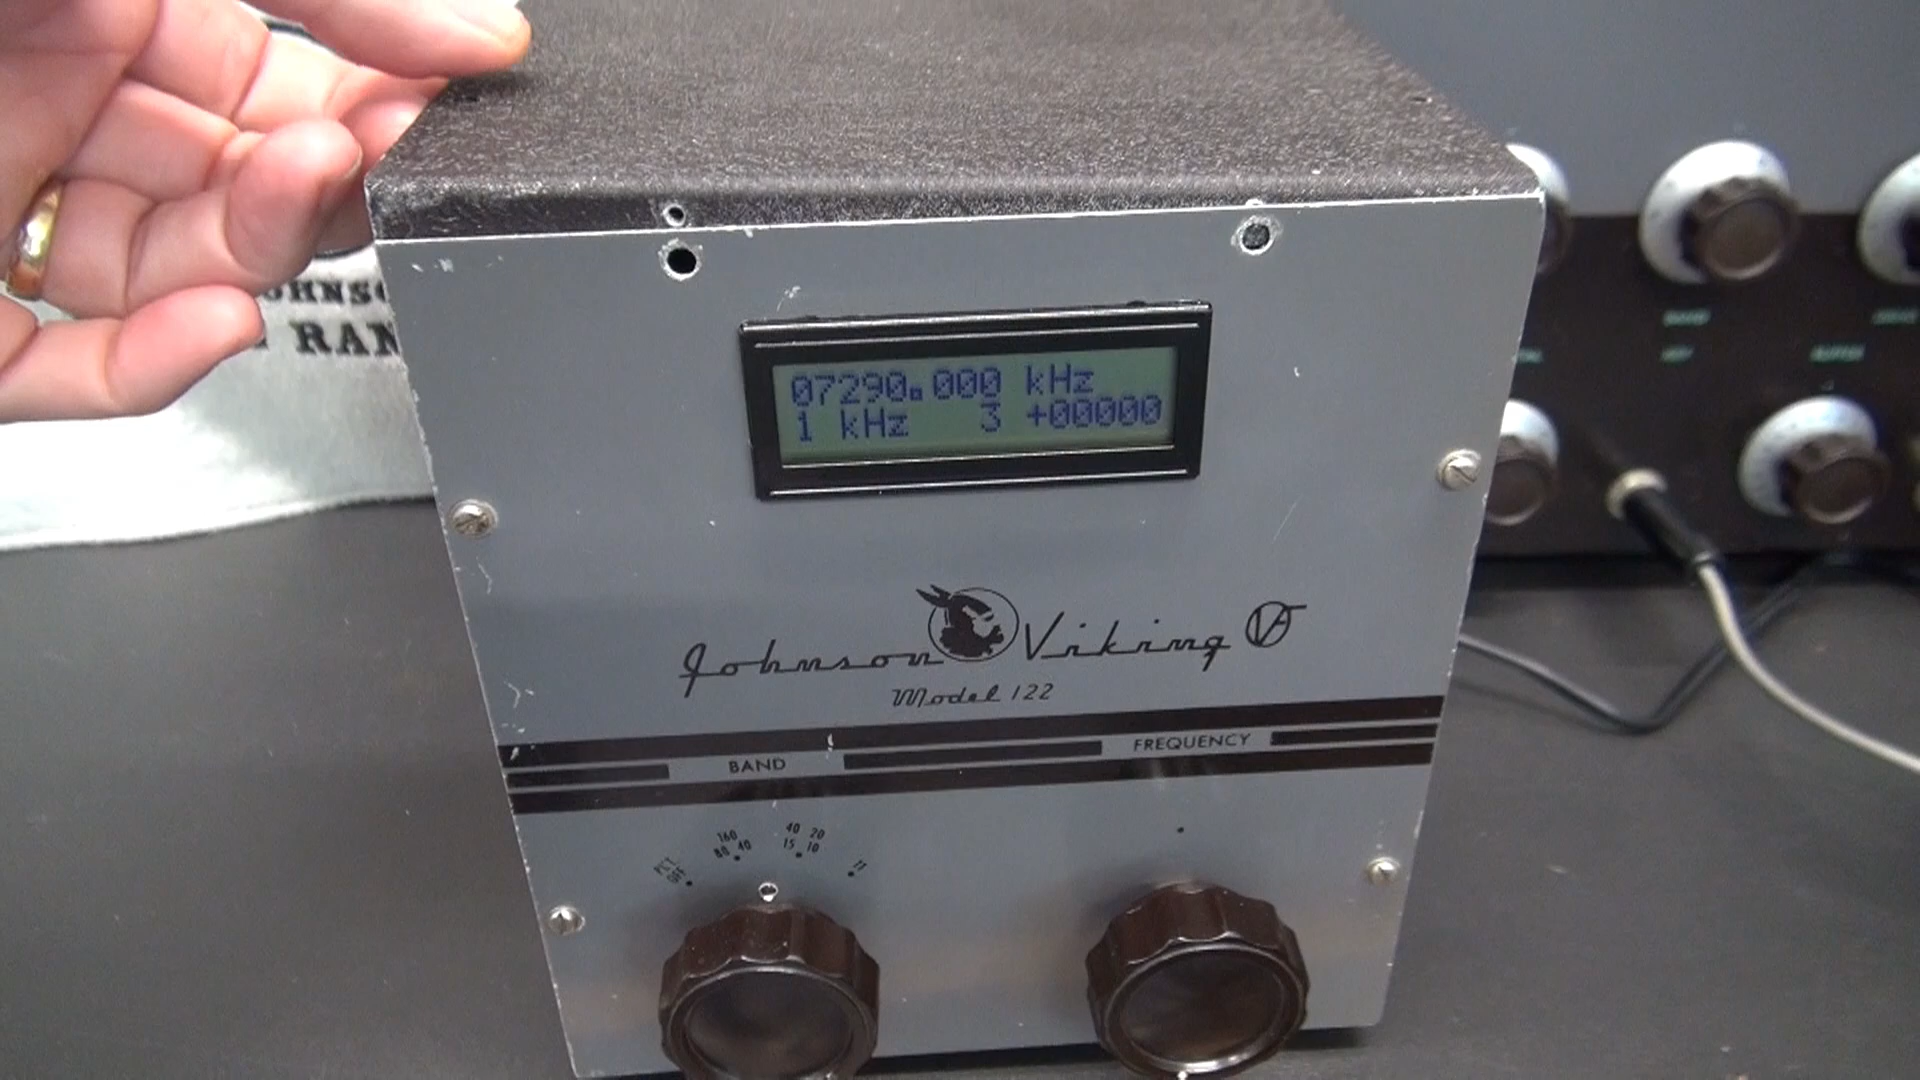 RAN
07290.000 kHz
1 kHz 3 +00000
Johnson Viking VF
Model 122
BAND
FREQUENCY
160 40 20
80 40 15 10
11